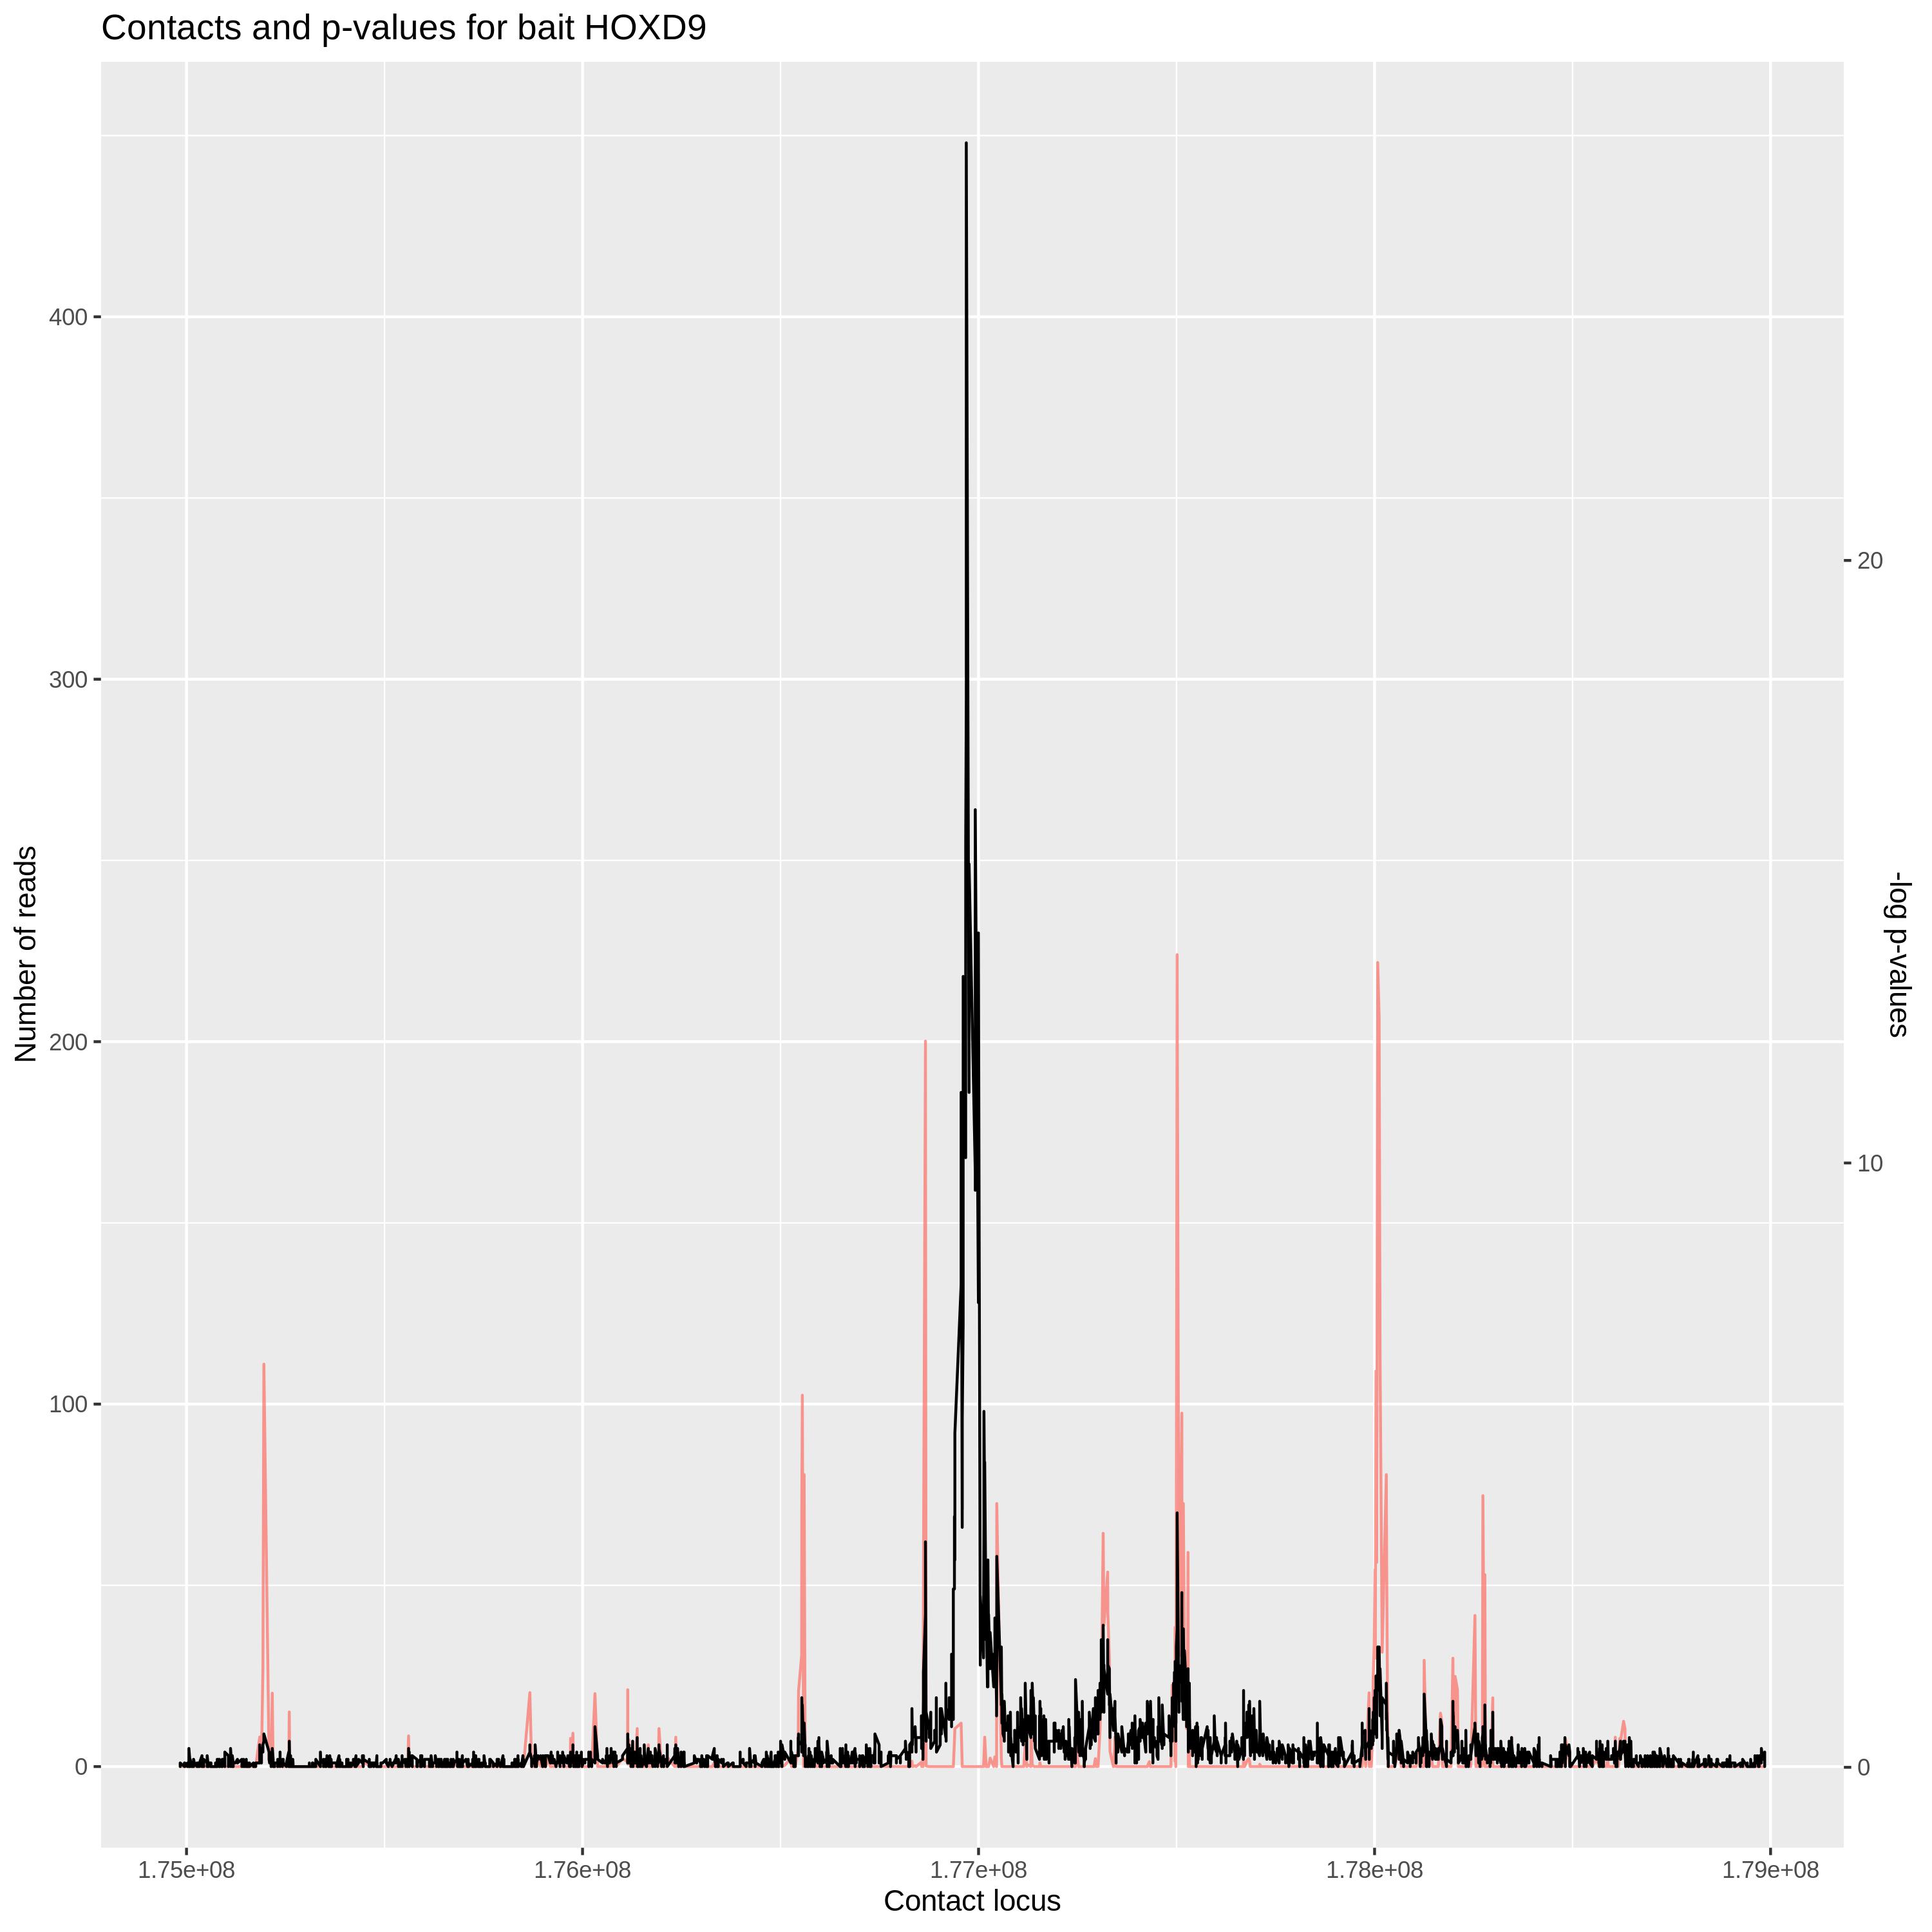 Contacts and p-values for bait HOXD9
Number of reads
400
300
200
100
0
20
10
0
-log p-values
1.75e+08
1.76e+08
1.77e+08
1.78e+08
1.79e+08
Contact locus